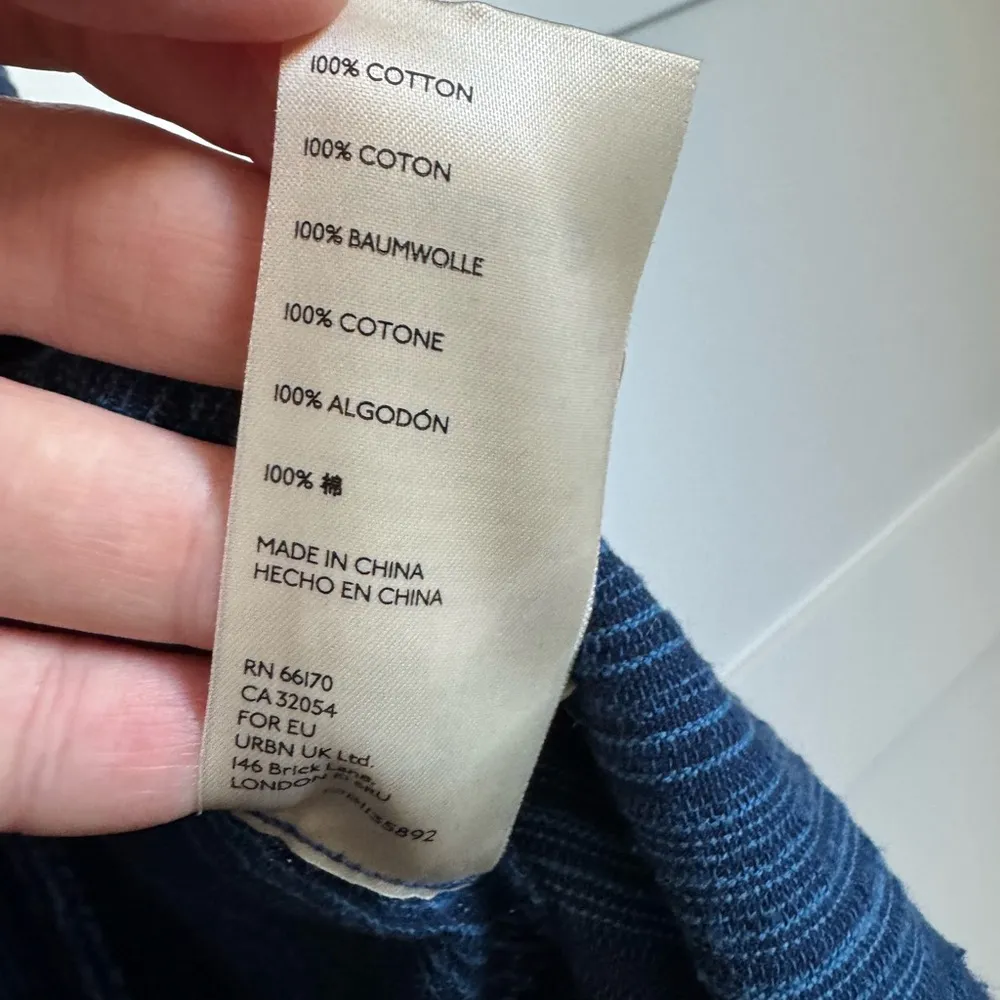 100% COTTON
100% COTON
100% BAUMWOLLE
100% COTONE
100% ALGODÓN
100% 棉
MADE IN CHINA
HECHO EN CHINA
RN 66170
CA 32054
FOR EU
URBN UK Ltd.
146 Brick Lane,
LONDON